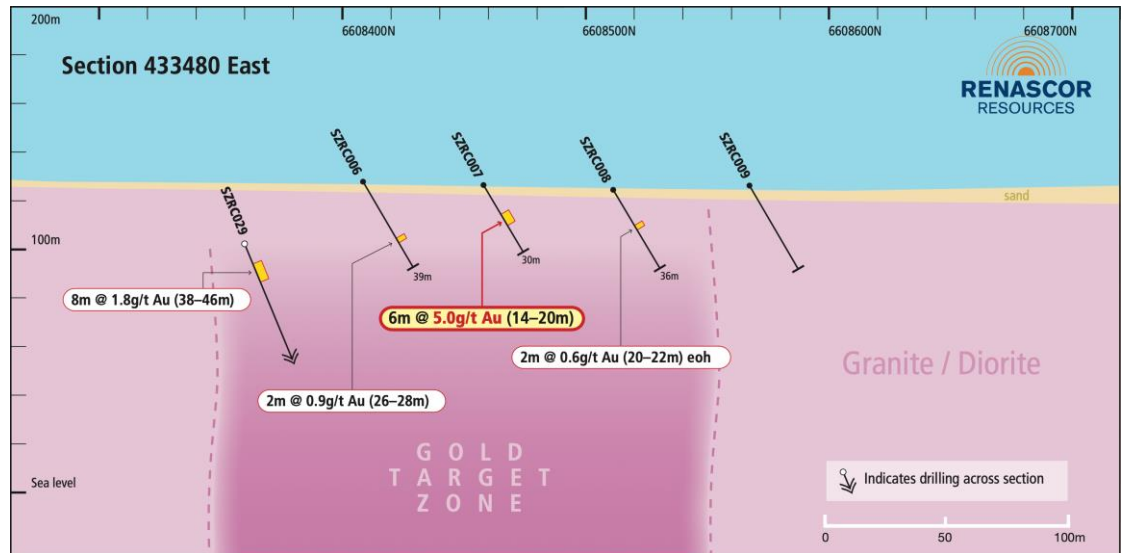 200m
6608400N
6608500N
6608600N
6608700N
Section 433480 East
RENASCOR
RESOURCES
SZRC006
SZRC007
SZRC008
SZRC009
SZRC029
sand
100m
39m
30m
36m
8m @ 1.8g/t Au (38–46m)
6m @ 5.0g/t Au (14–20m)
2m @ 0.6g/t Au (20–22m) eoh
2m @ 0.9g/t Au (26–28m)
Granite / Diorite
GOLD
TARGET
ZONE
Sea level
Indicates drilling across section
0
50
100m